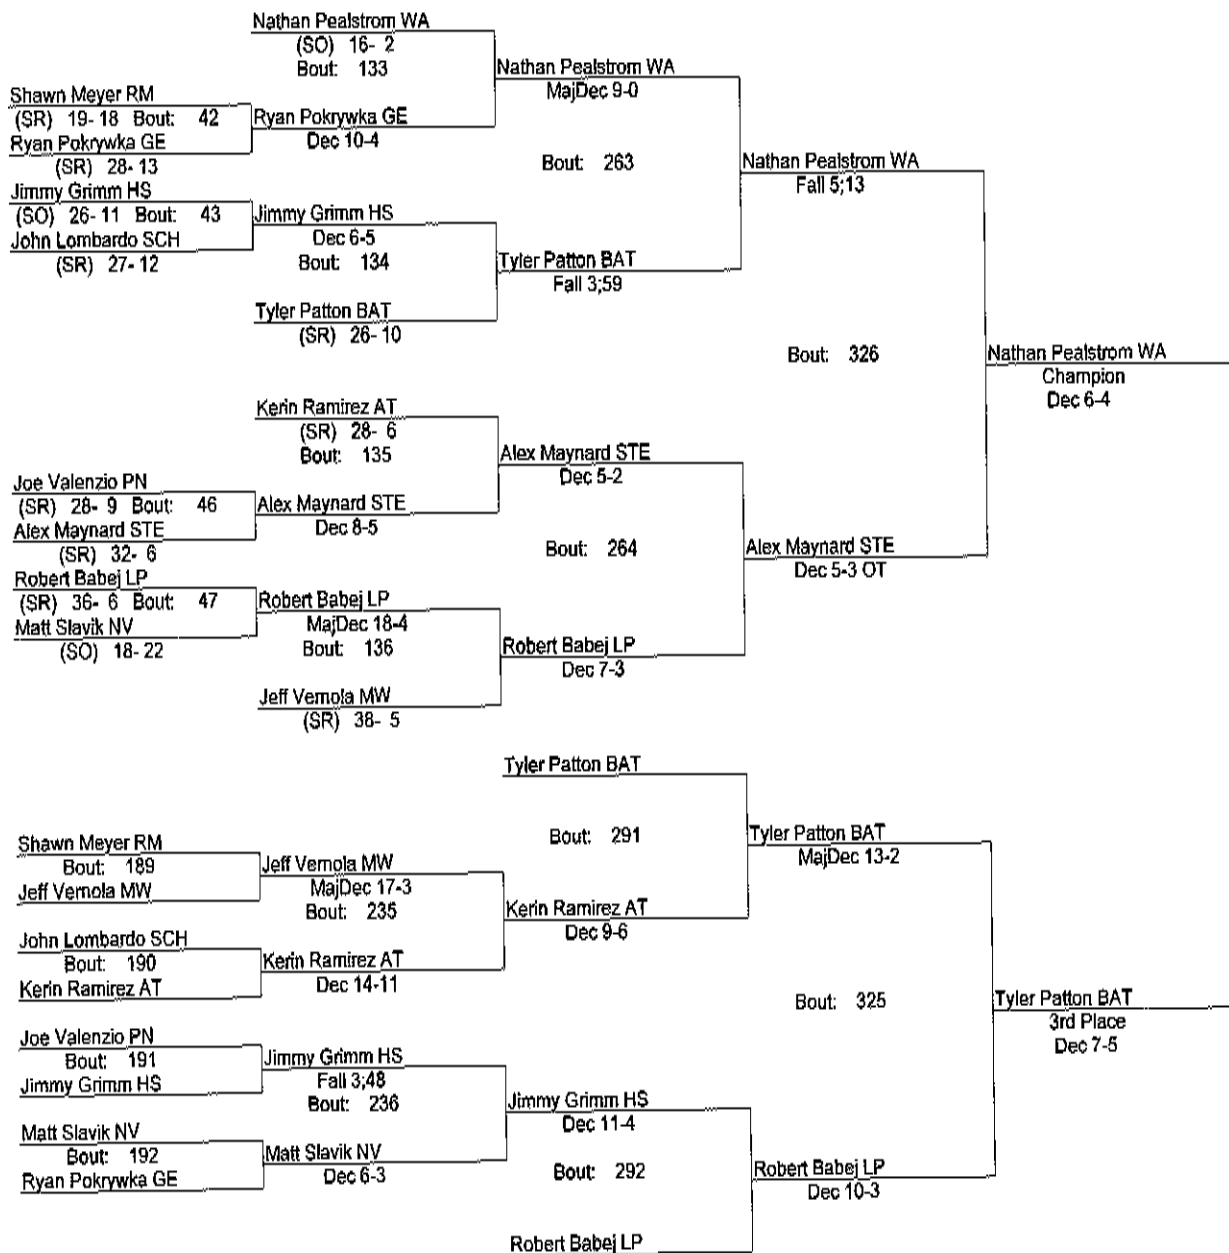 Nathan Pealstrom WA
(SO) 16- 2
Bout: 133
Nathan Pealstrom WA
MajDec 9-0
Shawn Meyer RM
(SR) 19- 18 Bout: 42
Ryan Pokrywka GE
Dec 10-4
Ryan Pokrywka GE
(SR) 28- 13
Bout: 263
Nathan Pealstrom WA
Fall 5;13
Jimmy Grimm HS
(SO) 26- 11 Bout: 43
Jimmy Grimm HS
Dec 6-5
Bout: 134
John Lombardo SCH
(SR) 27- 12
Tyler Patton BAT
Fall 3;59
Tyler Patton BAT
(SR) 26- 10
Bout: 326
Nathan Pealstrom WA
Champion
Dec 6-4
Kerin Ramirez AT
(SR) 28- 6
Bout: 135
Alex Maynard STE
Dec 5-2
Joe Valenzio PN
(SR) 28- 9 Bout: 46
Alex Maynard STE
Dec 8-5
Alex Maynard STE
(SR) 32- 6
Bout: 264
Alex Maynard STE
Dec 5-3 OT
Robert Babej LP
(SR) 36- 6 Bout: 47
Robert Babej LP
MajDec 18-4
Bout: 136
Matt Slavik NV
(SO) 18- 22
Robert Babej LP
Dec 7-3
Jeff Vernola MW
(SR) 38- 5
Tyler Patton BAT
Bout: 291
Tyler Patton BAT
MajDec 13-2
Shawn Meyer RM
Bout: 189
Jeff Vernola MW
MajDec 17-3
Bout: 235
Jeff Vernola MW
Kerin Ramirez AT
Dec 9-6
John Lombardo SCH
Bout: 190
Kerin Ramirez AT
Dec 14-11
Kerin Ramirez AT
Bout: 325
Tyler Patton BAT
3rd Place
Dec 7-5
Joe Valenzio PN
Bout: 191
Jimmy Grimm HS
Fall 3;48
Bout: 236
Jimmy Grimm HS
Jimmy Grimm HS
Dec 11-4
Matt Slavik NV
Bout: 192
Matt Slavik NV
Dec 6-3
Ryan Pokrywka GE
Bout: 292
Robert Babej LP
Dec 10-3
Robert Babej LP